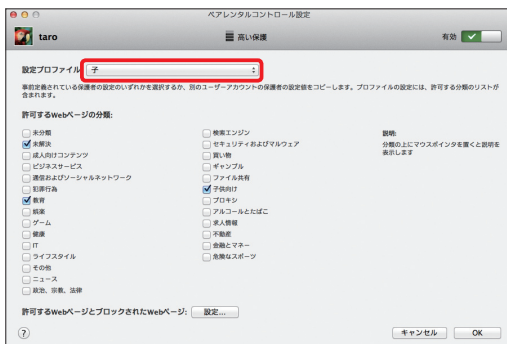 ペアレンタルコントロール設定
taro
高い保護
有効
設定プロファイル
子
事前定義されている保護者の設定のいずれかを選択するか、別のユーザーアカウントの保護者の設定値をコピーします。プロファイルの設定には、許可する分類のリストが
含まれます。
許可するWebページの分類:
未分類
未解決
成人向けコンテンツ
ビジネスサービス
通信およびソーシャルネットワーク
犯罪行為
教育
娯楽
ゲーム
健康
IT
ライフスタイル
その他
ニュース
政治、宗教、法律
検索エンジン
セキュリティおよびマルウェア
買い物
ギャンブル
ファイル共有
子供向け
プロキシ
アルコールとたばこ
求人情報
不動産
金融とマネー
危険なスポーツ
説明:
分類の上にマウスポインタを置くと説明を
表示します
許可するWebページとブロックされたWebページ:
設定...
?
キャンセル
OK